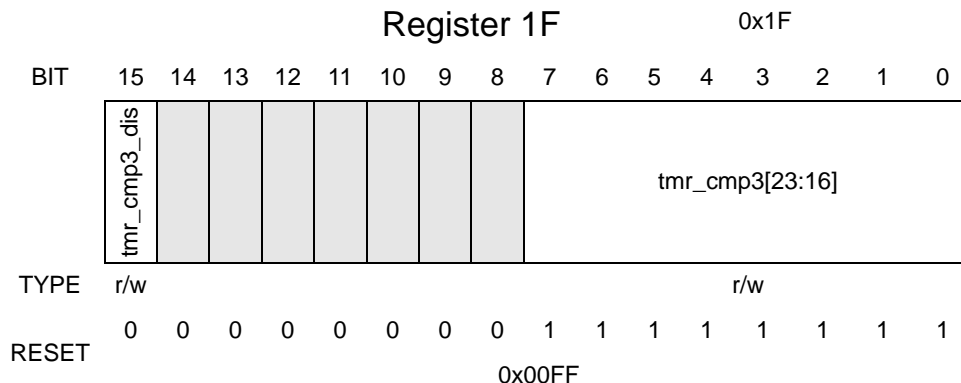 Register 1F 0x1F
BIT 15 14 13 12 11 10 9 8 7 6 5 4 3 2 1 0
tmr_cmp3_dis
tmr_cmp3[23:16]
TYPE r/w r/w
RESET 0 0 0 0 0 0 0 0 1 1 1 1 1 1 1 1
0x00FF